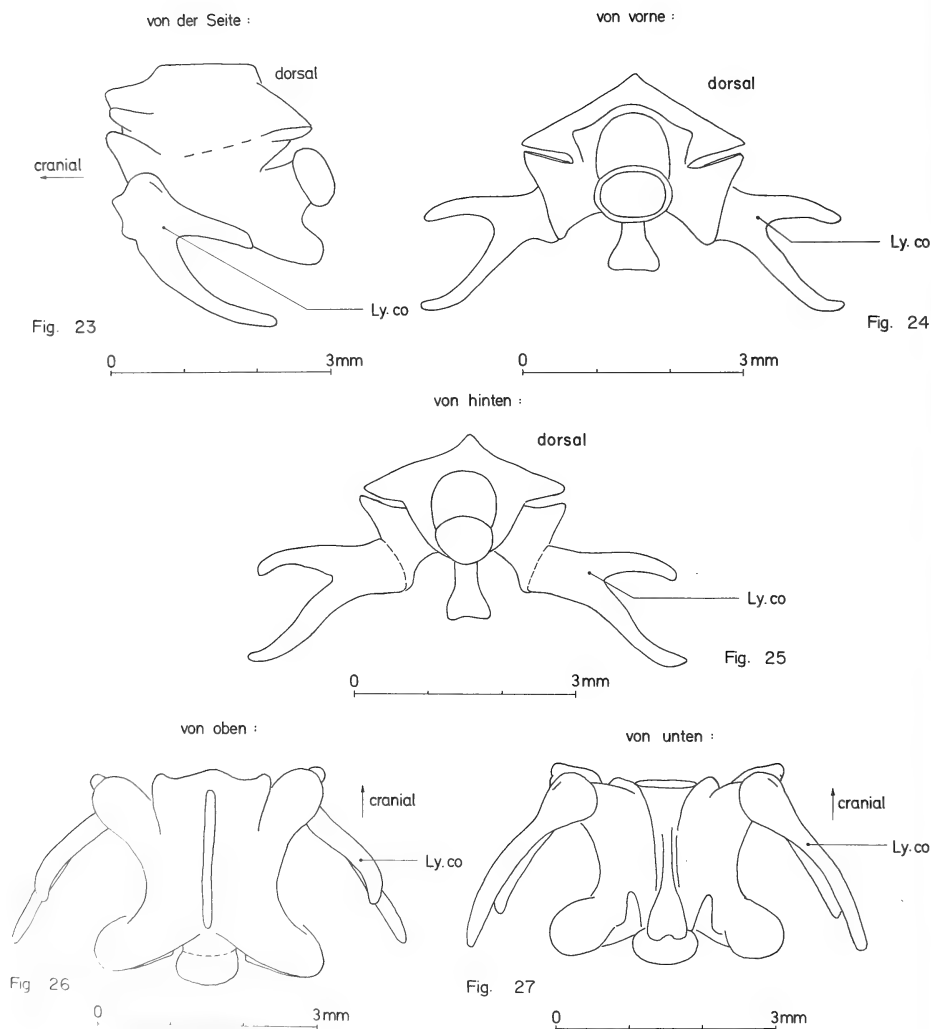 von der Seite :
dorsal
cranial
Ly.co
Fig. 23
0 3mm
von vorne :
dorsal
Ly.co
Fig. 24
0 3mm
von hinten :
dorsal
Ly.co
Fig. 25
0 3mm
von oben :
cranial
Ly.co
Fig 26
0 3mm
von unten :
cranial
Ly.co
Fig. 27
0 3mm